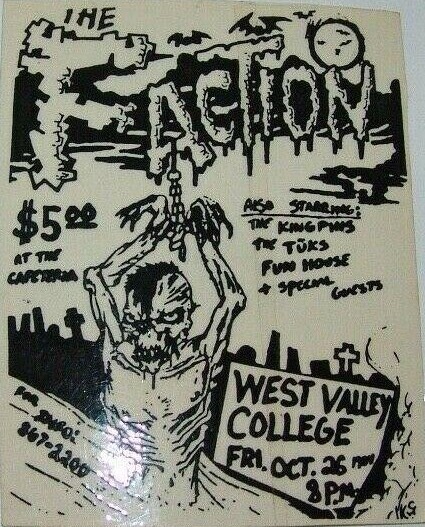 THE
FACTION
$5.00
AT THE
CAFETERIA
ALSO STARRING:
THE KINGPINS
THE TÜKS
FUN HOUSE
+ SPECIAL
GUESTS
WEST VALLEY
COLLEGE
FRI. OCT. 26
8 P.M.
FOR INFO:
867-2200